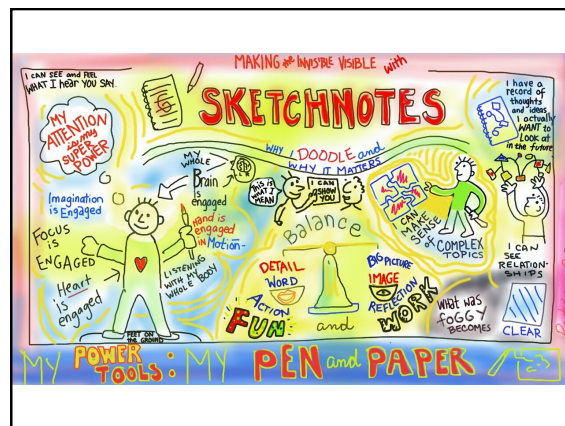 MAKING the INVISIBLE VISIBLE with
SKETCHNOTES
I CAN SEE and FEEL
WHAT I hear YOU SAY.
MY
ATTENTION
is my
SUPER
POWER
WHY I DOODLE and
WHY IT MATTERS
MY
WHOLE
Brain
is engaged
Imagination
is Engaged
Hand is
engaged
in Motion-
FOCUS
IS
ENGAGED
Heart
is
engaged
LISTENING
WITH MY
WHOLE BODY
FEET ON
THE GROUND
THIS IS
WHAT I
MEAN
I CAN
SHOW
YOU
Balance
DETAIL
WORD
ACTION
FUN
and
BIG PICTURE
IMAGE
REFLECTION
WORK
I CAN
MAKE
SENSE
of
COMPLEX
TOPICS
I have a
record of
thoughts
and ideas
I actually
WANT to
LOOK at
in the future
I CAN
SEE
RELATION-
SHIPS
What was
FOGGY
BECOMES
CLEAR
MY POWER TOOLS: MY PEN and PAPER